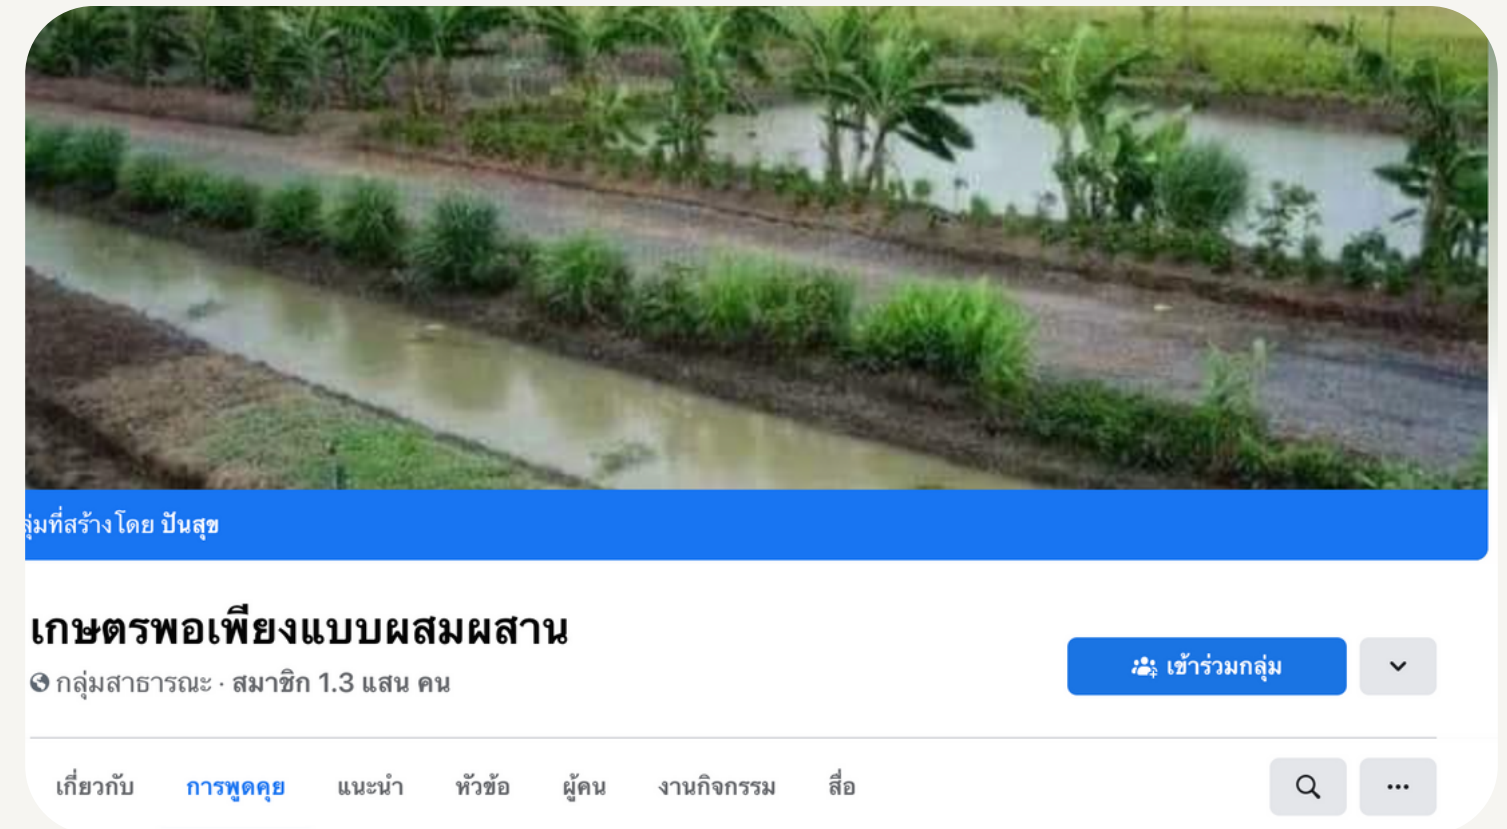 ปันสุข
ที่สร้างโดย ปันสุข
เกษตรพอเพียงแบบผสมผสาน
กลุ่มสาธารณะ · สมาชิก 1.3 แสน คน
เข้าร่วมกลุ่ม
เกี่ยวกับ การพูดคุย แนะนำ หัวข้อ ผู้คน งานกิจกรรม สื่อ